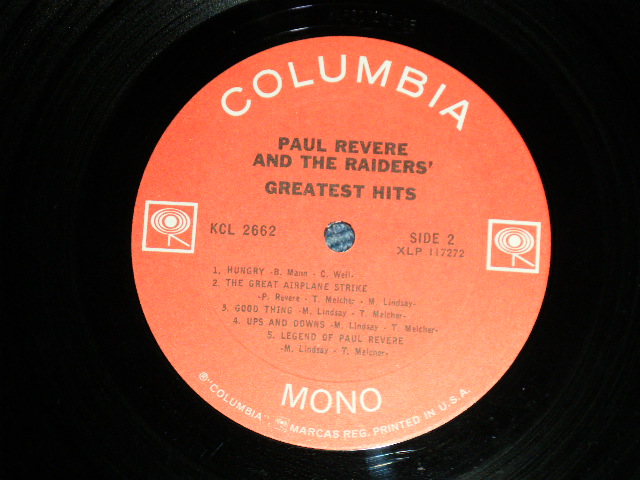 COLUMBIA
PAUL REVERE
AND THE RAIDERS'
GREATEST HITS
KCL 2662
SIDE 2
XLP 117272
1. HUNGRY -B. Mann - C. Weil-
2. THE GREAT AIRPLANE STRIKE
-P. Revere - T. Melcher - M. Lindsay-
3. GOOD THING -M. Lindsay - T. Melcher-
4. UPS AND DOWNS -M. Lindsay - T. Melcher-
5. LEGEND OF PAUL REVERE
-M. Lindsay - T. Melcher-
MONO
℗"COLUMBIA", MARCAS REG. PRINTED IN U.S.A.